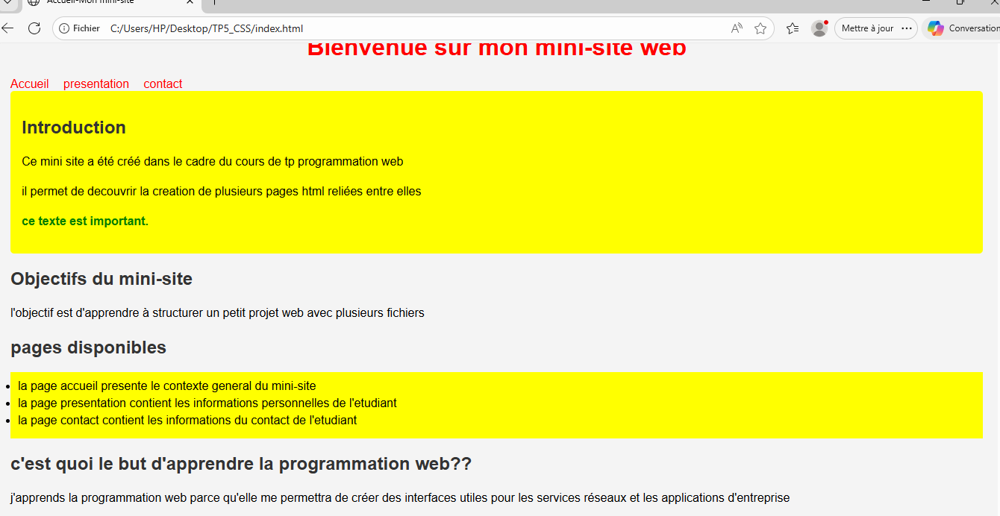 Accueil-Mon mini-site
Fichier C:/Users/HP/Desktop/TP5_CSS/index.html
Mettre à jour
Conversation
Bienvenue sur mon mini-site web
Accueil presentation contact
Introduction
Ce mini site a été créé dans le cadre du cours de tp programmation web
il permet de decouvrir la creation de plusieurs pages html reliées entre elles
ce texte est important.
Objectifs du mini-site
l'objectif est d'apprendre à structurer un petit projet web avec plusieurs fichiers
pages disponibles
la page accueil presente le contexte general du mini-site
la page presentation contient les informations personnelles de l'etudiant
la page contact contient les informations du contact de l'etudiant
c'est quoi le but d'apprendre la programmation web??
j'apprends la programmation web parce qu'elle me permettra de créer des interfaces utiles pour les services réseaux et les applications d'entreprise